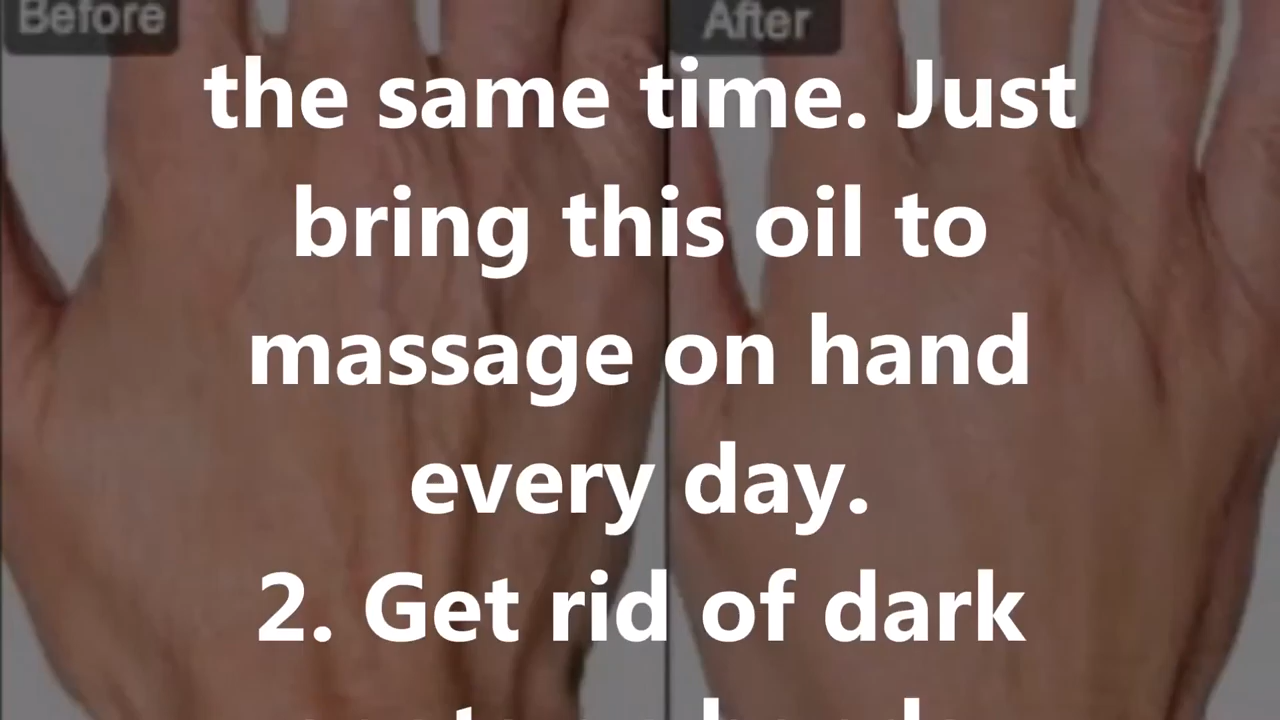 Before
After
the same time. Just
bring this oil to
massage on hand
every day.
2. Get rid of dark